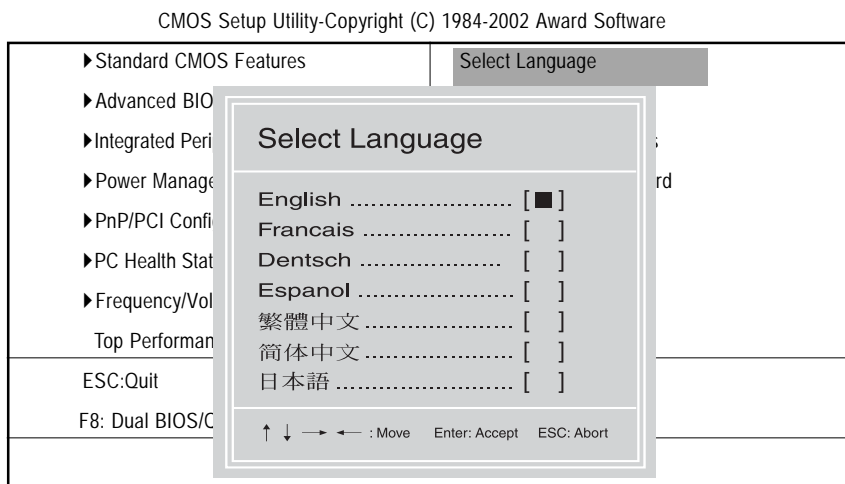 CMOS Setup Utility-Copyright (C) 1984-2002 Award Software
▶Standard CMOS Features
Select Language
▶Advanced BIO
▶Integrated Peri
▶Power Manage
rd
▶PnP/PCI Confi
▶PC Health Stat
▶Frequency/Vol
Top Performan
ESC:Quit
F8: Dual BIOS/
Select Language
English ...................... [■]
Francais .................... [ ]
Dentsch ................... [ ]
Espanol ..................... [ ]
繁體中文 .................... [ ]
简体中文 .................... [ ]
日本語 ........................ [ ]
↑ ↓ → ← : Move Enter: Accept ESC: Abort